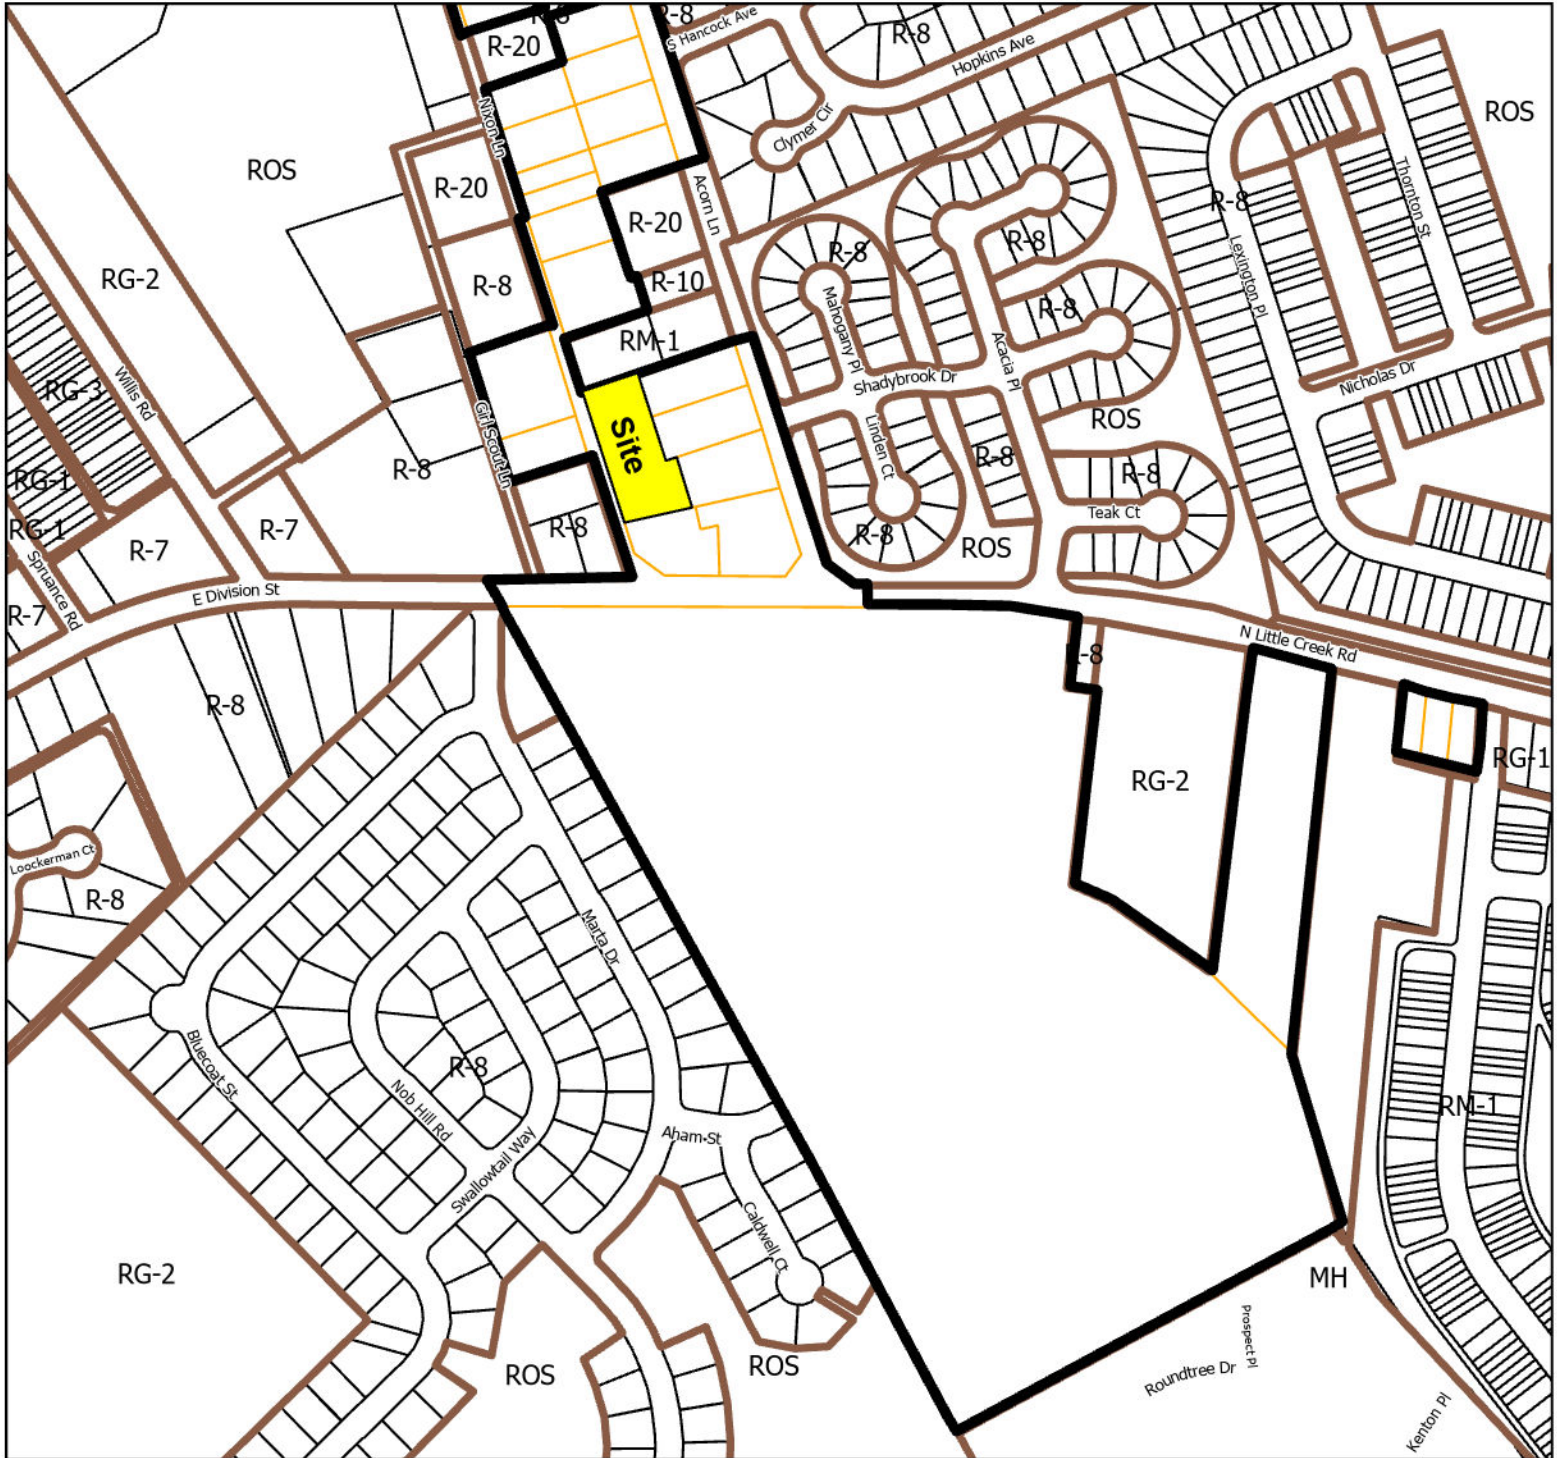 R-8
R-8
R-20
S Hancock Ave
R-8
Hopkins Ave
ROS
Nixon Ln
Clymer Cir
ROS
R-20
Acorn Ln
Thornton St
R-8
R-20
R-8
R-8
RG-2
R-8
R-10
Lexington Pl
Mahogany Pl
R-8
RM-1
Acacia Pl
Shadybrook Dr
Nicholas Dr
RG-3
Willis Rd
Girl Scout Ln
Site
Linden Ct
ROS
R-8
R-8
R-8
RG-1
Teak Ct
RG-1
R-7
R-7
R-8
R-8
ROS
Spruance Rd
E Division St
R-7
N Little Creek Rd
R-8
R-8
RG-2
RG-1
Loockerman Ct
R-8
Marta Dr
Bluecoat St
R-8
Nob Hill Rd
Aham St
RM-1
Swallowtail Way
Caldwell Ct
RG-2
MH
Prospect Pl
ROS
ROS
Roundtree Dr
Kenton Pl